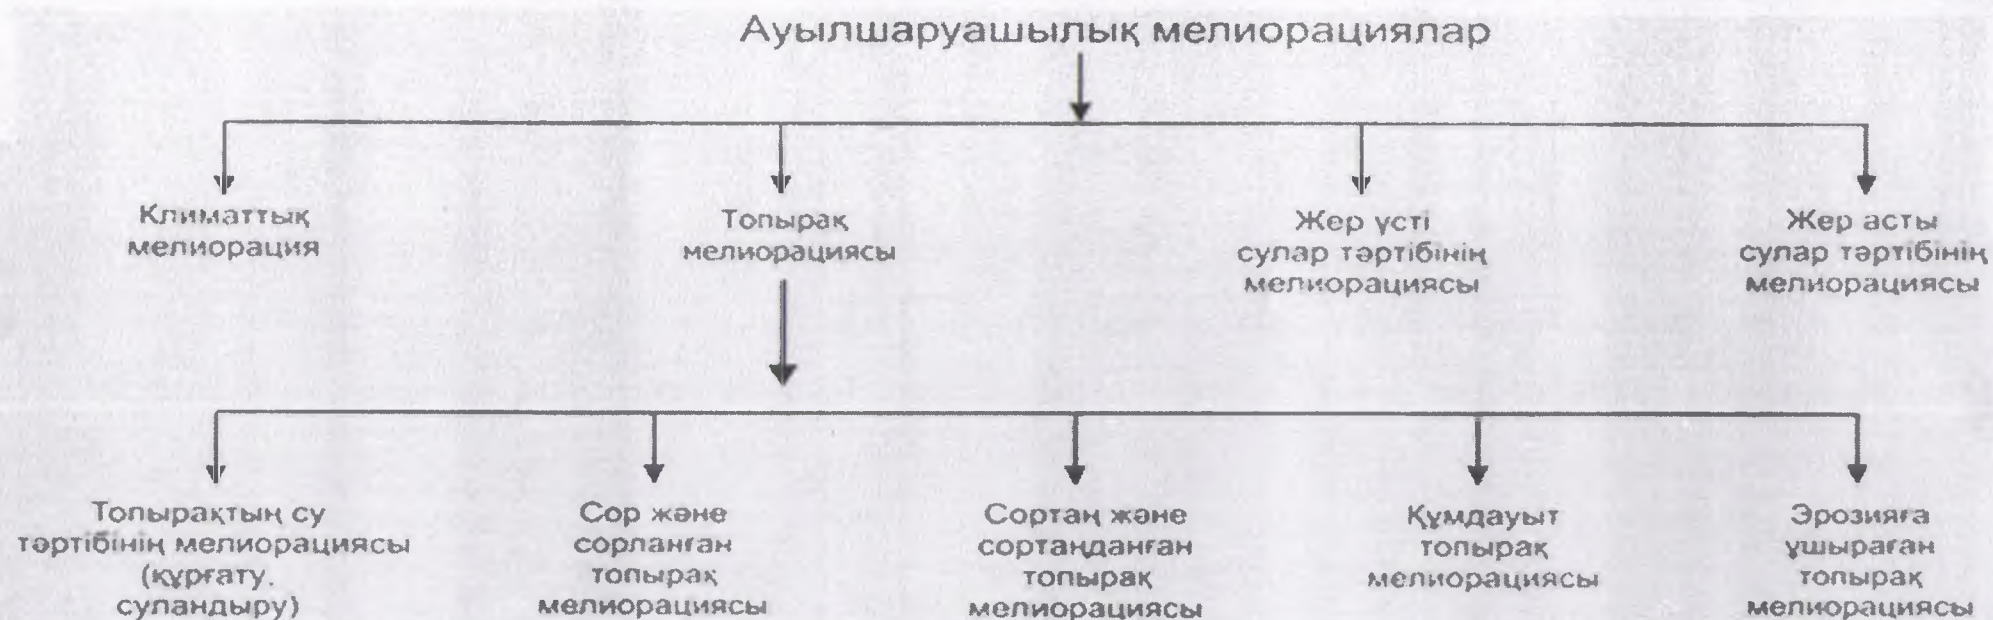 Ауылшаруашылық мелиорациялар
Климаттық
мелиорация
Топырақ
мелиорациясы
Жер үсті
сулар тәртібінің
мелиорациясы
Жер асты
сулар тәртібінің
мелиорациясы
Топырақтың су
тәртібінің мелиорациясы
(құрғату.
суландыру)
Сор және
сорланған
топырақ
мелиорациясы
Сортаң және
сортаңданған
топырақ
мелиорациясы
Құмдауыт
топырақ
мелиорациясы
Эрозияға
ұшыраған
топырақ
мелиорациясы